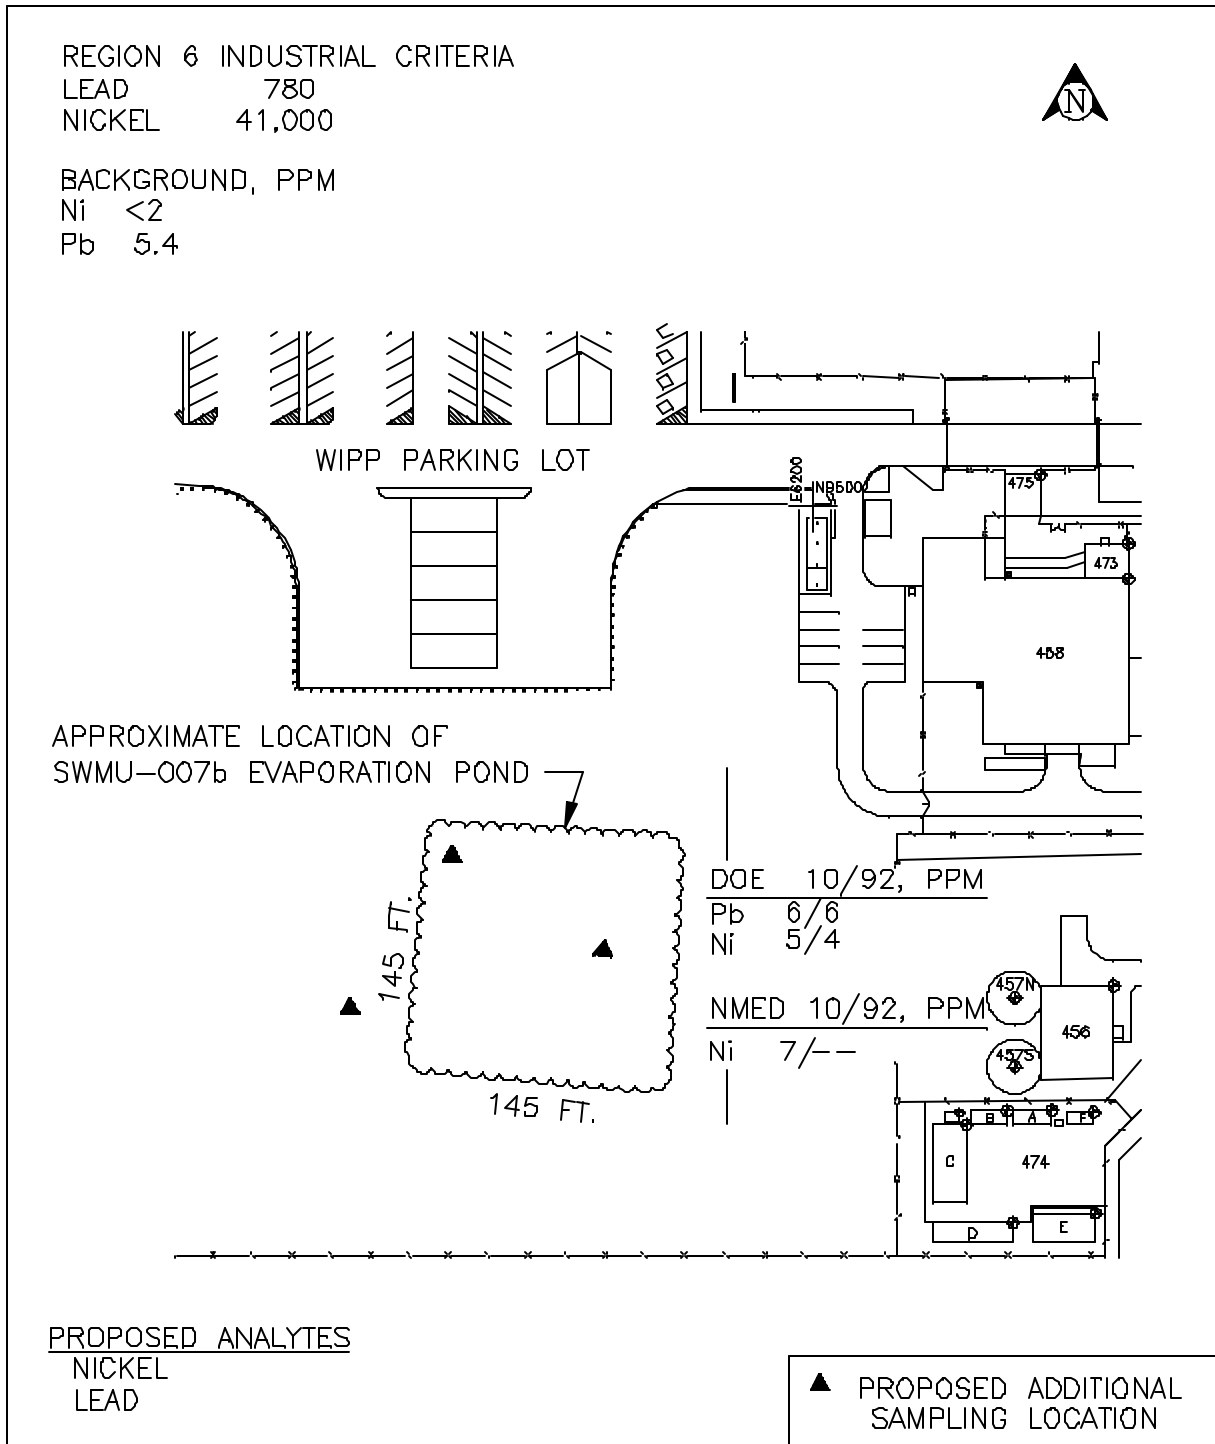 REGION 6 INDUSTRIAL CRITERIA
LEAD 780
NICKEL 41,000
N
BACKGROUND, PPM
Ni <2
Pb 5.4
WIPP PARKING LOT
E6200
475
473
APPROXIMATE LOCATION OF
SWMU-007b EVAPORATION POND
145 FT.
145 FT.
DOE 10/92, PPM
Pb 6/6
Ni 5/4
NMED 10/92, PPM
Ni 7/--
457N
456
457S
B
A
F
C
474
D
E
PROPOSED ANALYTES
NICKEL
LEAD
PROPOSED ADDITIONAL
SAMPLING LOCATION